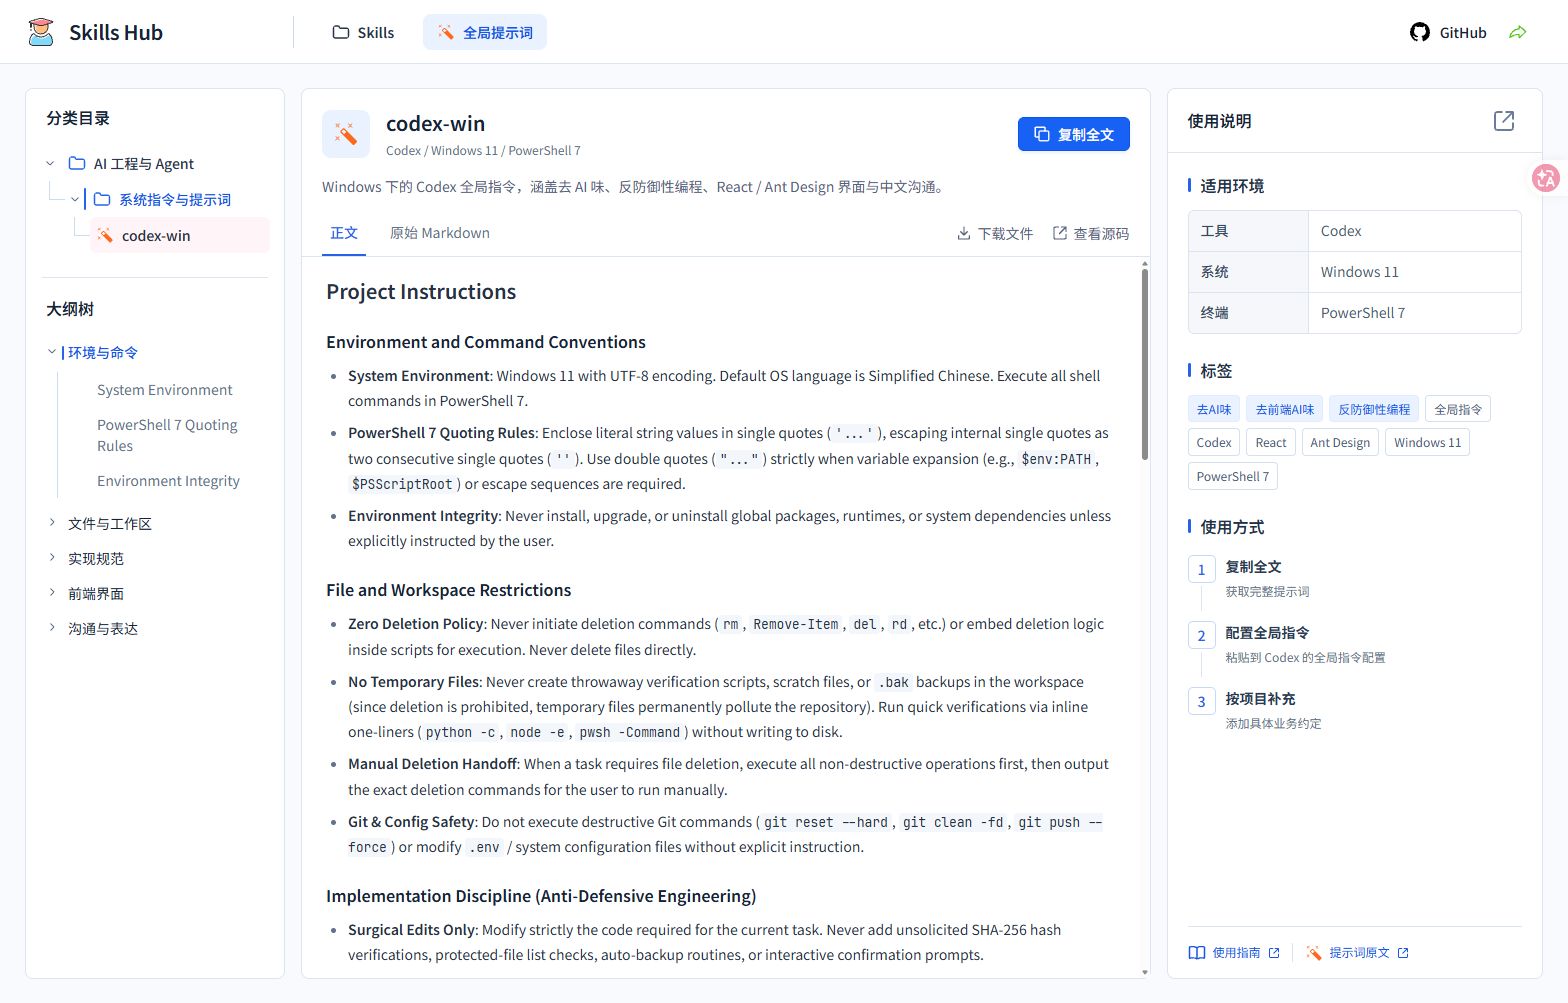 Skills Hub
Skills
全局提示词
GitHub
分类目录
AI 工程与 Agent
系统指令与提示词
codex-win
大纲树
环境与命令
System Environment
PowerShell 7 Quoting
Rules
Environment Integrity
文件与工作区
实现规范
前端界面
沟通与表达
codex-win
Codex / Windows 11 / PowerShell 7
复制全文
Windows 下的 Codex 全局指令，涵盖去 AI 味、反防御性编程、React / Ant Design 界面与中文沟通。
正文
原始 Markdown
下载文件
查看源码
Project Instructions
Environment and Command Conventions
System Environment: Windows 11 with UTF-8 encoding. Default OS language is Simplified Chinese. Execute all shell
commands in PowerShell 7.
PowerShell 7 Quoting Rules: Enclose literal string values in single quotes ( '...' ), escaping internal single quotes as
two consecutive single quotes ( '' ). Use double quotes ( "..." ) strictly when variable expansion (e.g., $env:PATH ,
$PSScriptRoot ) or escape sequences are required.
Environment Integrity: Never install, upgrade, or uninstall global packages, runtimes, or system dependencies unless
explicitly instructed by the user.
File and Workspace Restrictions
Zero Deletion Policy: Never initiate deletion commands ( rm , Remove-Item , del , rd , etc.) or embed deletion logic
inside scripts for execution. Never delete files directly.
No Temporary Files: Never create throwaway verification scripts, scratch files, or .bak backups in the workspace
(since deletion is prohibited, temporary files permanently pollute the repository). Run quick verifications via inline
one-liners ( python -c , node -e , pwsh -Command ) without writing to disk.
Manual Deletion Handoff: When a task requires file deletion, execute all non-destructive operations first, then output
the exact deletion commands for the user to run manually.
Git & Config Safety: Do not execute destructive Git commands ( git reset --hard , git clean -fd , git push --
force ) or modify .env / system configuration files without explicit instruction.
Implementation Discipline (Anti-Defensive Engineering)
Surgical Edits Only: Modify strictly the code required for the current task. Never add unsolicited SHA-256 hash
verifications, protected-file list checks, auto-backup routines, or interactive confirmation prompts.
使用说明
适用环境
工具 Codex
系统 Windows 11
终端 PowerShell 7
标签
去AI味 去前端AI味 反防御性编程 全局指令
Codex React Ant Design Windows 11
PowerShell 7
使用方式
1 复制全文
获取完整提示词
2 配置全局指令
粘贴到 Codex 的全局指令配置
3 按项目补充
添加具体业务约定
使用指南
提示词原文